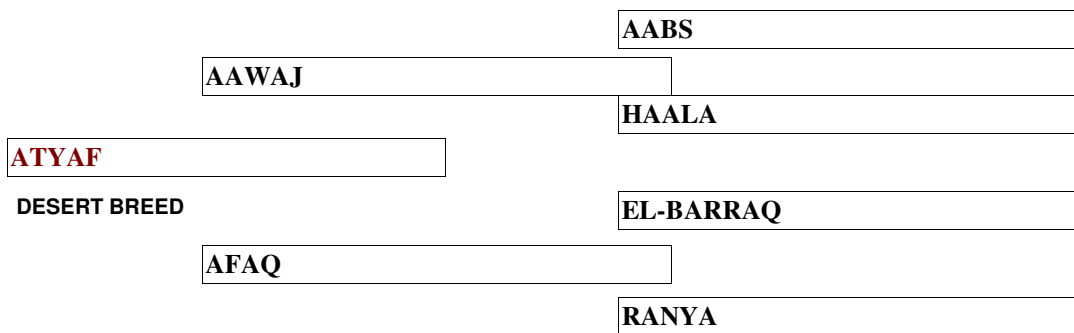 AABS
AAWAJ
HAALA
ATYAF
DESERT BREED
EL-BARRAQ
AFAQ
RANYA